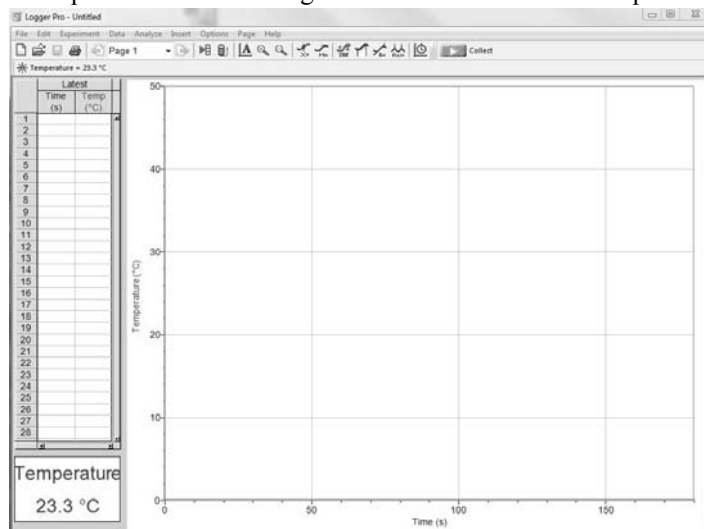 Logger Pro - Untitled
File Edit Experiment Data Analyze Insert Options Page Help
Page 1
Collect
Temperature = 23.3 °C
Latest
Time Temp
(s) (°C)
1
2
3
4
5
6
7
8
9
10
11
12
13
14
15
16
17
18
19
20
21
22
23
24
25
26
27
28
Temperature
23.3 °C
50
40
30
20
10
0
Temperature (°C)
0 50 100 150
Time (s)